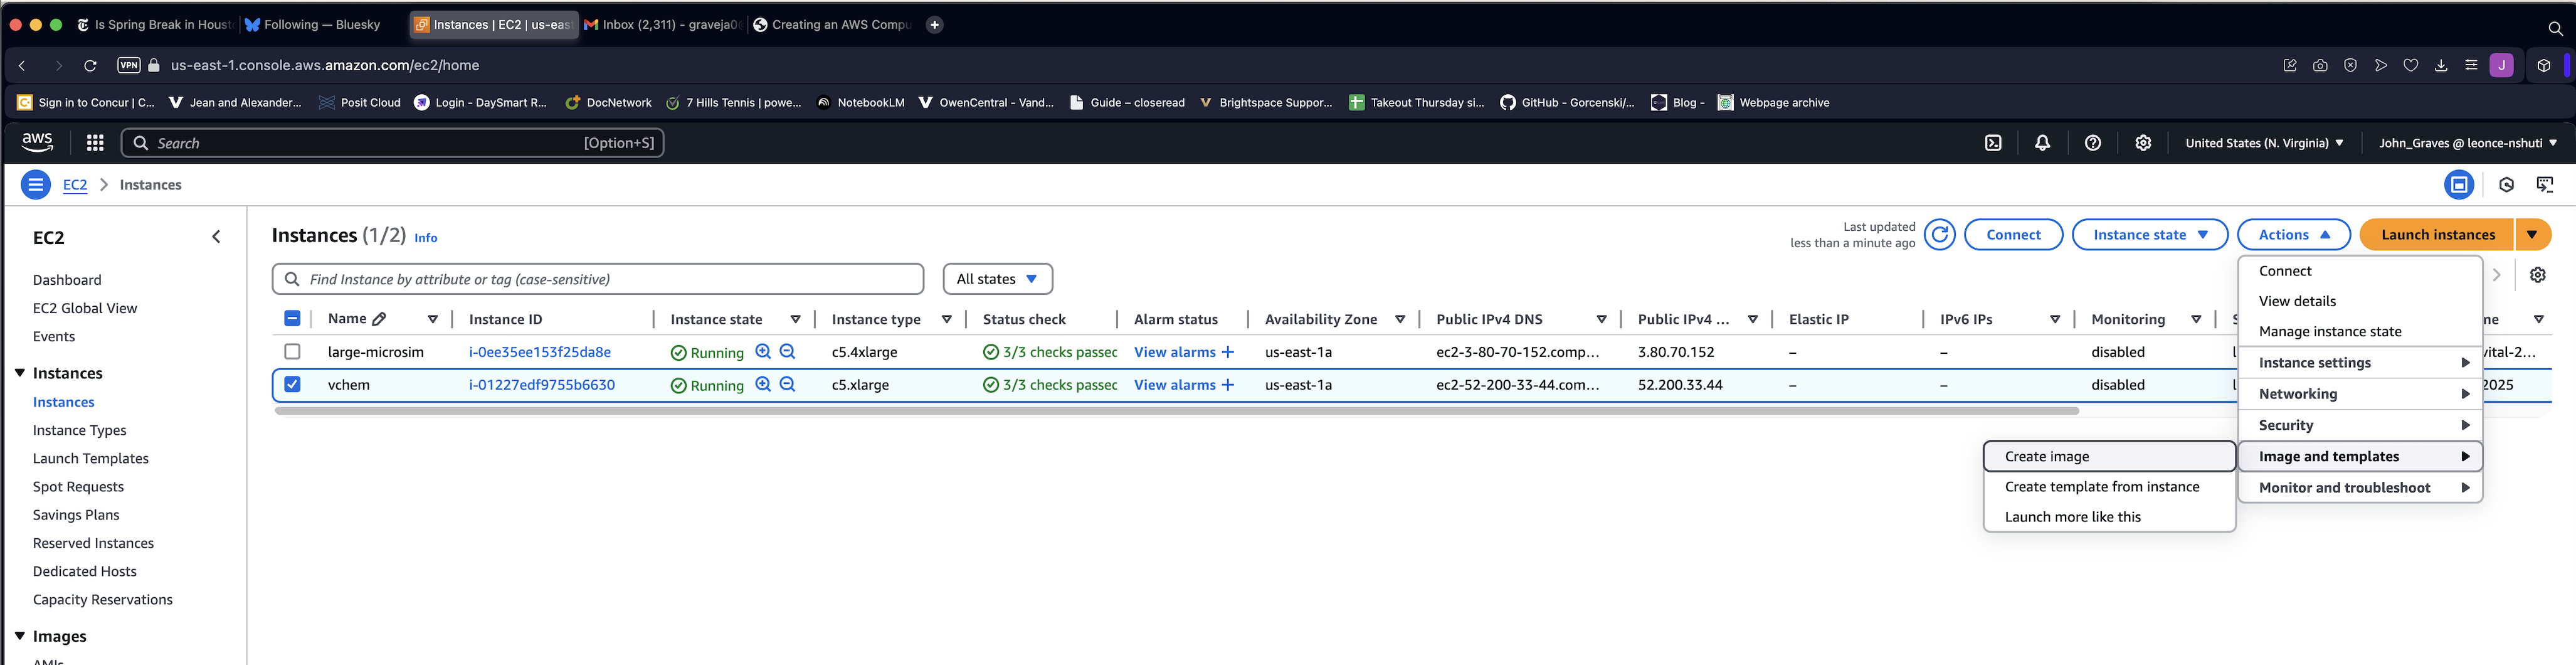 Is Spring Break in Houst
Following — Bluesky
Instances | EC2 | us-eas
Inbox (2,311) - graveja0
Creating an AWS Compu
VPN
us-east-1.console.aws.amazon.com/ec2/home
J
Sign in to Concur | C...
Jean and Alexander...
Posit Cloud
Login - DaySmart R...
DocNetwork
7 Hills Tennis | powe...
NotebookLM
OwenCentral - Vand...
Guide – closeread
Brightspace Suppor...
Takeout Thursday si...
GitHub - Gorcenski/...
Blog -
Webpage archive
aws
Search
[Option+S]
United States (N. Virginia)
John_Graves @ leonce-nshuti
EC2
Instances
EC2
Dashboard
EC2 Global View
Events
Instances
Instances
Instance Types
Launch Templates
Spot Requests
Savings Plans
Reserved Instances
Dedicated Hosts
Capacity Reservations
Images
AMIs
Instances (1/2) Info
Last updated
less than a minute ago
Connect
Instance state
Actions
Launch instances
Find Instance by attribute or tag (case-sensitive)
All states
Name Instance ID Instance state Instance type Status check Alarm status Availability Zone Public IPv4 DNS Public IPv4 ... Elastic IP IPv6 IPs Monitoring
large-microsim i-0ee35ee153f25da8e Running c5.4xlarge 3/3 checks passec View alarms + us-east-1a ec2-3-80-70-152.comp... 3.80.70.152 – – disabled
vital-2...
vchem i-01227edf9755b6630 Running c5.xlarge 3/3 checks passec View alarms + us-east-1a ec2-52-200-33-44.com... 52.200.33.44 – – disabled
2025
Connect
View details
Manage instance state
Instance settings
Networking
Security
Image and templates
Monitor and troubleshoot
Create image
Create template from instance
Launch more like this